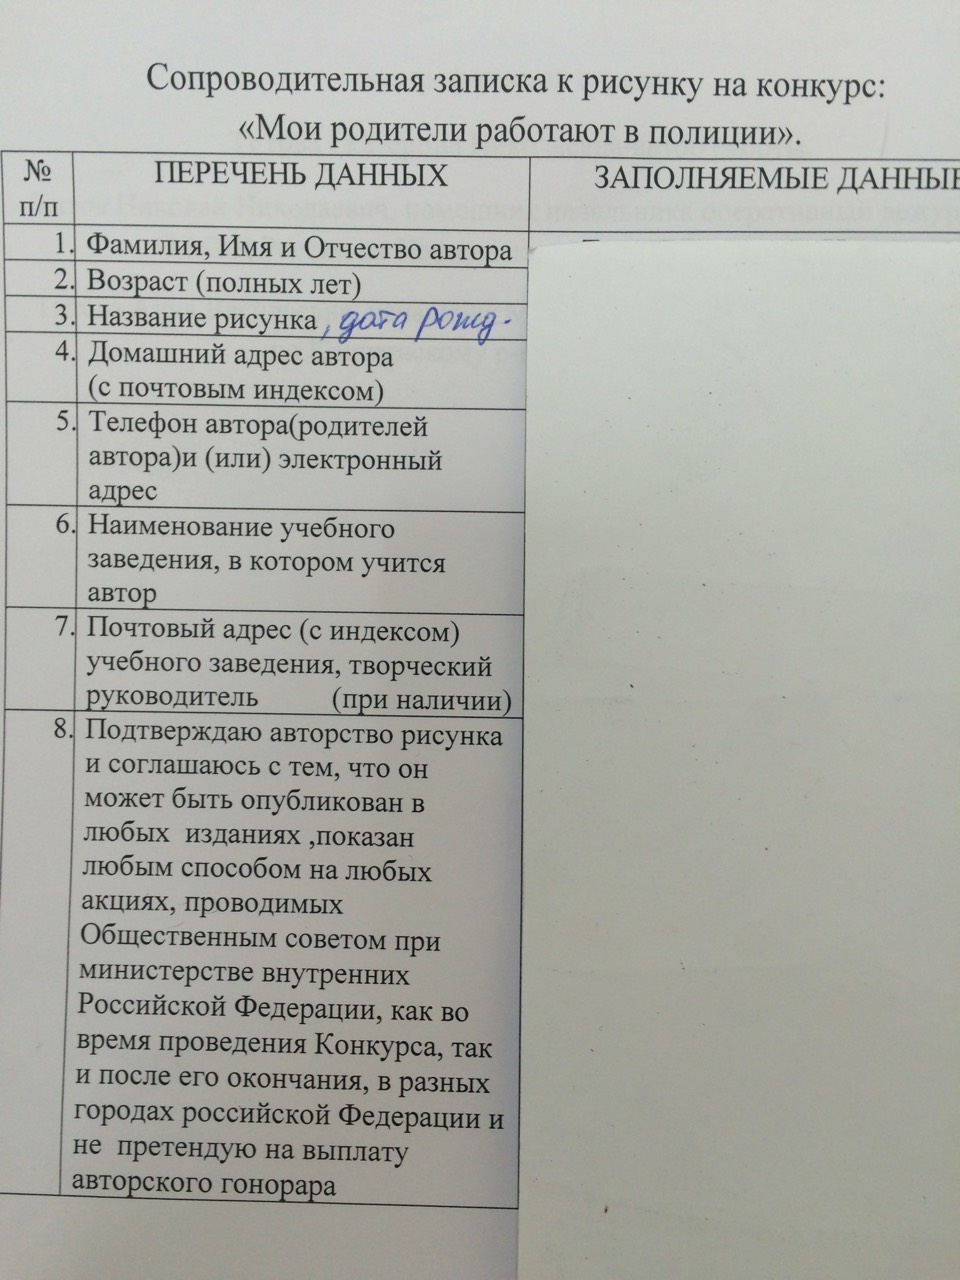 Сопроводительная записка к рисунку на конкурс:
«Мои родители работают в полиции».
№ п/п
ПЕРЕЧЕНЬ ДАННЫХ
ЗАПОЛНЯЕМЫЕ ДАННЫЕ
1. Фамилия, Имя и Отчество автора
2. Возраст (полных лет)
3. Название рисунка, дата рожд.
4. Домашний адрес автора
(с почтовым индексом)
5. Телефон автора(родителей
автора)и (или) электронный
адрес
6. Наименование учебного
заведения, в котором учится
автор
7. Почтовый адрес (с индексом)
учебного заведения, творческий
руководитель (при наличии)
8. Подтверждаю авторство рисунка
и соглашаюсь с тем, что он
может быть опубликован в
любых изданиях ,показан
любым способом на любых
акциях, проводимых
Общественным советом при
министерстве внутренних
Российской Федерации, как во
время проведения Конкурса, так
и после его окончания, в разных
городах российской Федерации и
не претендую на выплату
авторского гонорара